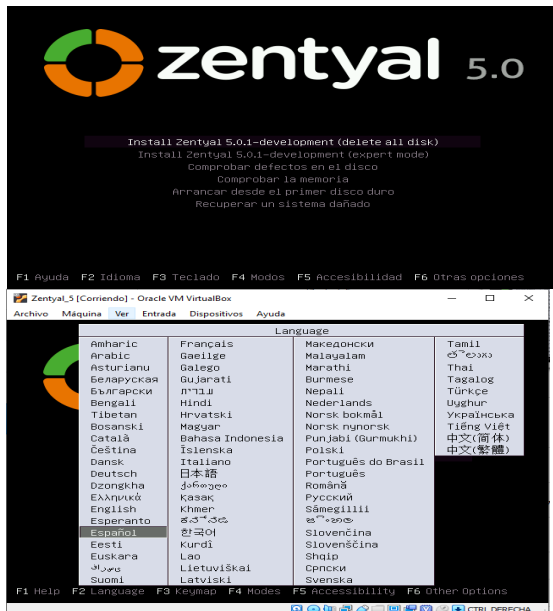 zentyal 5.0
Install Zentyal 5.0.1-development (delete all disk)
Install Zentyal 5.0.1-development (expert mode)
Comprobar defectos en el disco
Comprobar la memoria
Arrancar desde el primer disco duro
Recuperar un sistema dañado
F1 Ayuda F2 Idioma F3 Teclado F4 Modos F5 Accesibilidad F6 Otras opciones
Zentyal_5 [Corriendo] - Oracle VM VirtualBox
Archivo Máquina Ver Entrada Dispositivos Ayuda
Language
Amharic Français Македонски Tamil
Arabic Gaeilge Malayalam తెలుగు
Asturianu Galego Marathi Thai
Беларуская Gujarati Burmese Tagalog
Български עברית Nepali Türkçe
Bengali Hindi Nederlands Uyghur
Tibetan Hrvatski Norsk bokmål Українська
Bosanski Magyar Norsk nynorsk Tiếng Việt
Català Bahasa Indonesia Punjabi (Gurmukhi) 中文(简体)
Čeština Íslenska Polski 中文(繁體)
Dansk Italiano Português do Brasil
Deutsch 日本語 Português
Dzongkha ქართული Română
Ελληνικά Қазақ Русский
English Khmer Sámegillii
Esperanto ಕನ್ನಡ සිංහල
Español 한국어 Slovenčina
Eesti Kurdî Slovenščina
Euskara Lao Shqip
فارسی Lietuviškai Српски
Suomi Latviski Svenska
F1 Help F2 Language F3 Keymap F4 Modes F5 Accessibility F6 Other Options
CTRL DERECHA